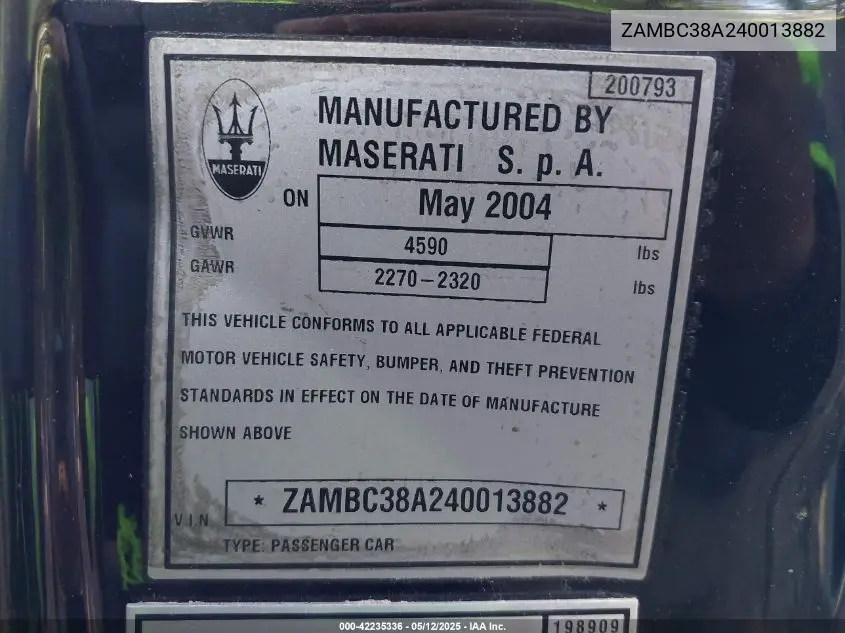 ZAMBC38A240013882
200793
MASERATI
MANUFACTURED BY
MASERATI S. p. A.
ON May 2004
GVWR 4590 lbs
GAWR 2270-2320 lbs
THIS VEHICLE CONFORMS TO ALL APPLICABLE FEDERAL
MOTOR VEHICLE SAFETY, BUMPER, AND THEFT PREVENTION
STANDARDS IN EFFECT ON THE DATE OF MANUFACTURE
SHOWN ABOVE
V.I.N * ZAMBC38A240013882 *
TYPE: PASSENGER CAR
198909
000-42235336 - 05/12/2025 - IAA Inc.